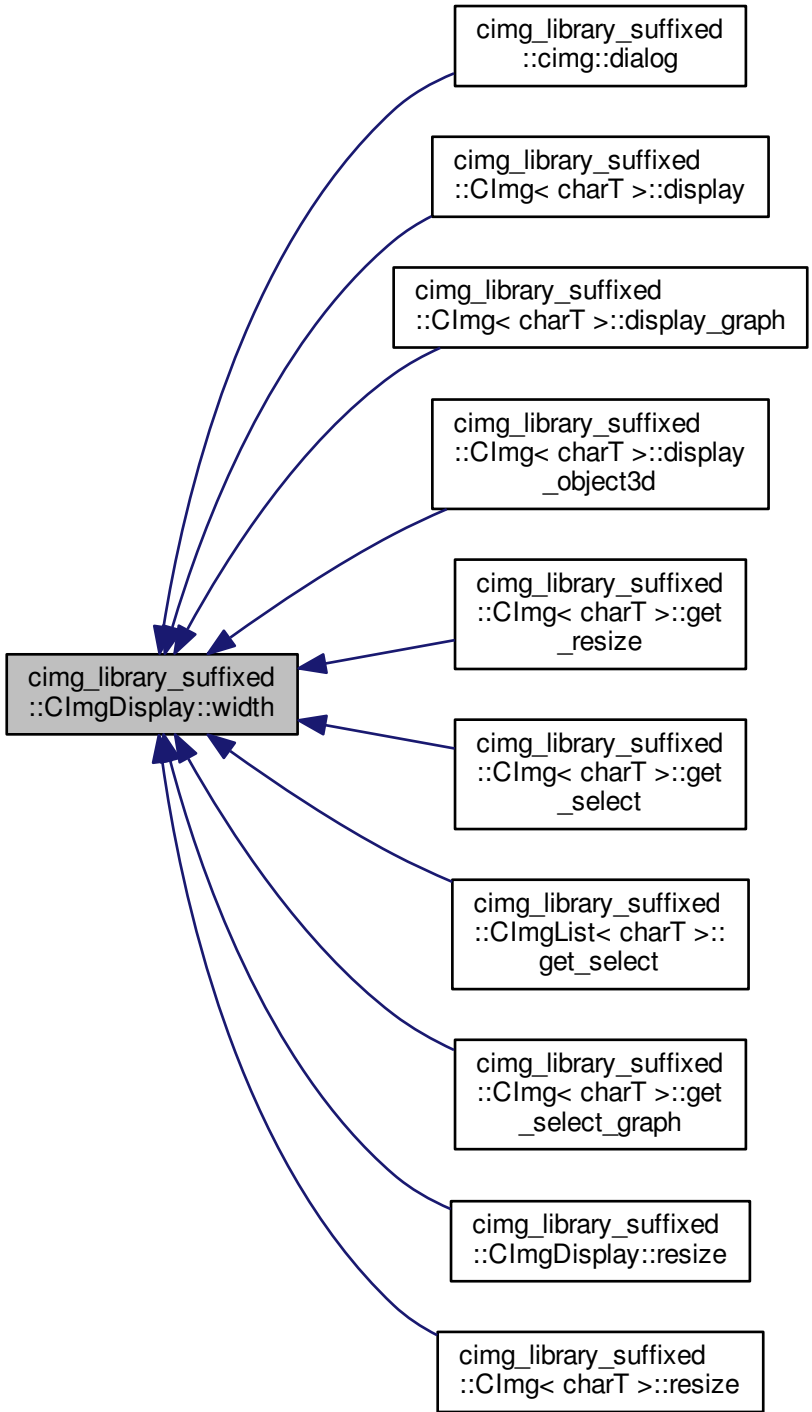 cimg_library_suffixed
::cimg::dialog
cimg_library_suffixed
::CImg< charT >::display
cimg_library_suffixed
::CImg< charT >::display_graph
cimg_library_suffixed
::CImg< charT >::display
_object3d
cimg_library_suffixed
::CImg< charT >::get
_resize
cimg_library_suffixed
::CImgDisplay::width
cimg_library_suffixed
::CImg< charT >::get
_select
cimg_library_suffixed
::CImgList< charT >::
get_select
cimg_library_suffixed
::CImg< charT >::get
_select_graph
cimg_library_suffixed
::CImgDisplay::resize
cimg_library_suffixed
::CImg< charT >::resize